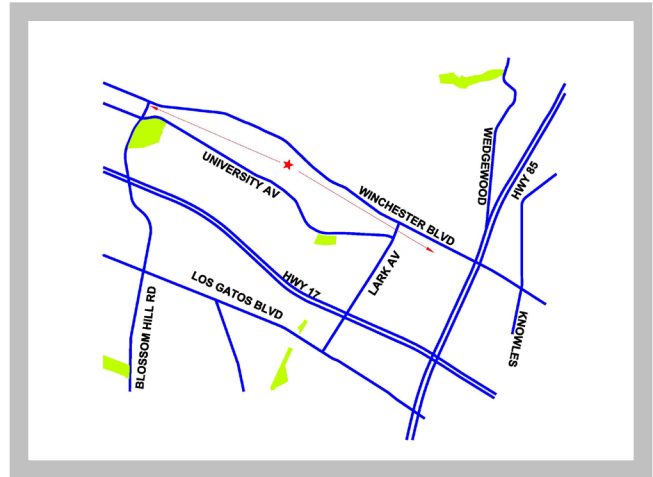 WEDGEWOOD
HWY 85
UNIVERSITY AV
WINCHESTER BLVD
LARK AV
HWY 17
LOS GATOS BLVD
BLOSSOM HILL RD
KNOWLES